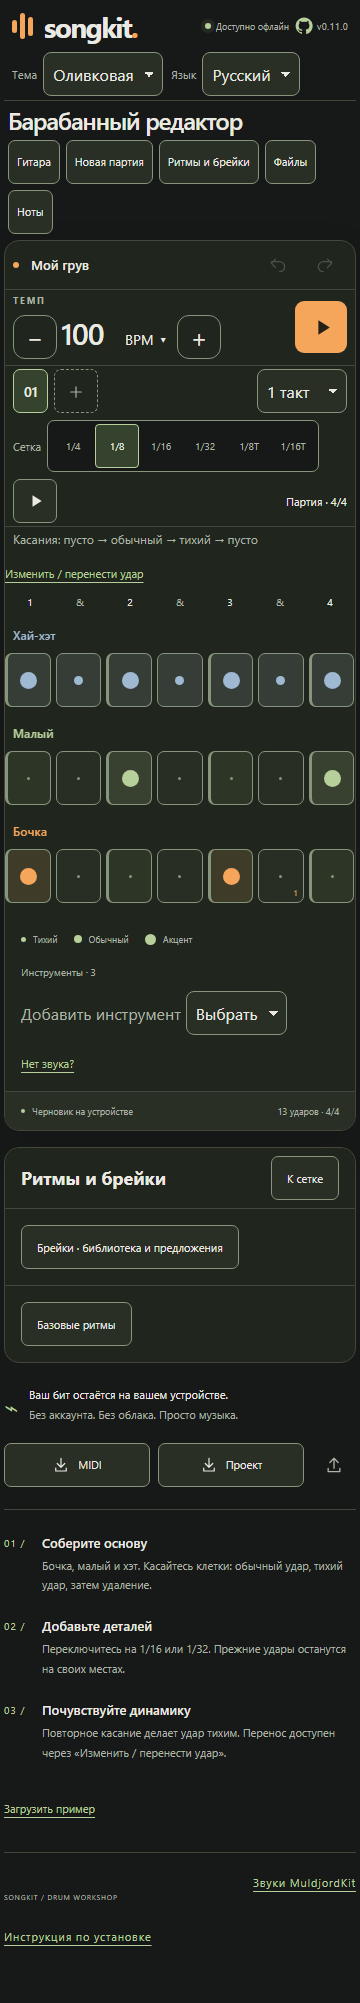 songkit.
Доступно офлайн v0.11.0
Тема Оливковая Язык Русский
Барабанный редактор
Гитара Новая партия Ритмы и брейки Файлы
Ноты
Мой грув
ТЕМП
− 100 BPM ▾ +
01 + 1 такт
Сетка 1/4 1/8 1/16 1/32 1/8T 1/16T
Партия · 4/4
Касания: пусто → обычный → тихий → пусто
Изменить / перенести удар
1 & 2 & 3 & 4
Хай-хэт
Малый
Бочка
1
Тихий Обычный Акцент
Инструменты · 3
Добавить инструмент Выбрать
Нет звука?
Черновик на устройстве 13 ударов · 4/4
Ритмы и брейки К сетке
Брейки · библиотека и предложения
Базовые ритмы
Ваш бит остаётся на вашем устройстве.
Без аккаунта. Без облака. Просто музыка.
MIDI Проект
01 / Соберите основу
Бочка, малый и хэт. Касайтесь клетки: обычный удар, тихий
удар, затем удаление.
02 / Добавьте деталей
Переключитесь на 1/16 или 1/32. Прежние удары останутся
на своих местах.
03 / Почувствуйте динамику
Повторное касание делает удар тихим. Перенос доступен
через «Изменить / перенести удар».
Загрузить пример
Звуки MuldjordKit
SONGKIT / DRUM WORKSHOP
Инструкция по установке